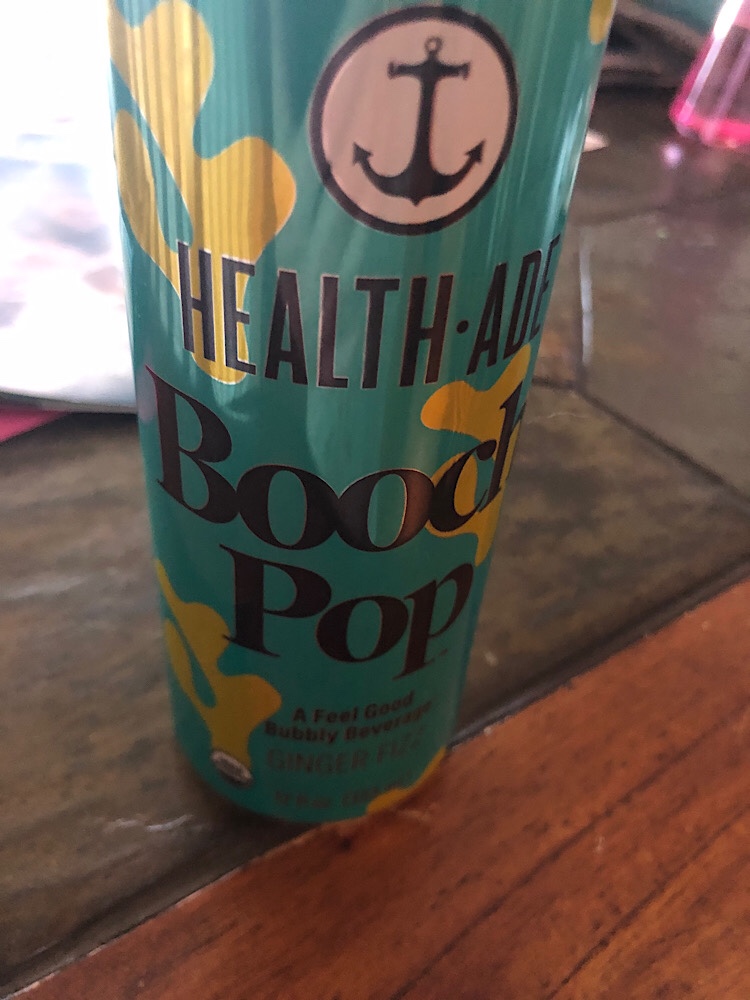 HEALTH-ADE
Booch
Pop
A Feel Good
Bubbly Beverage
GINGER FIZZ